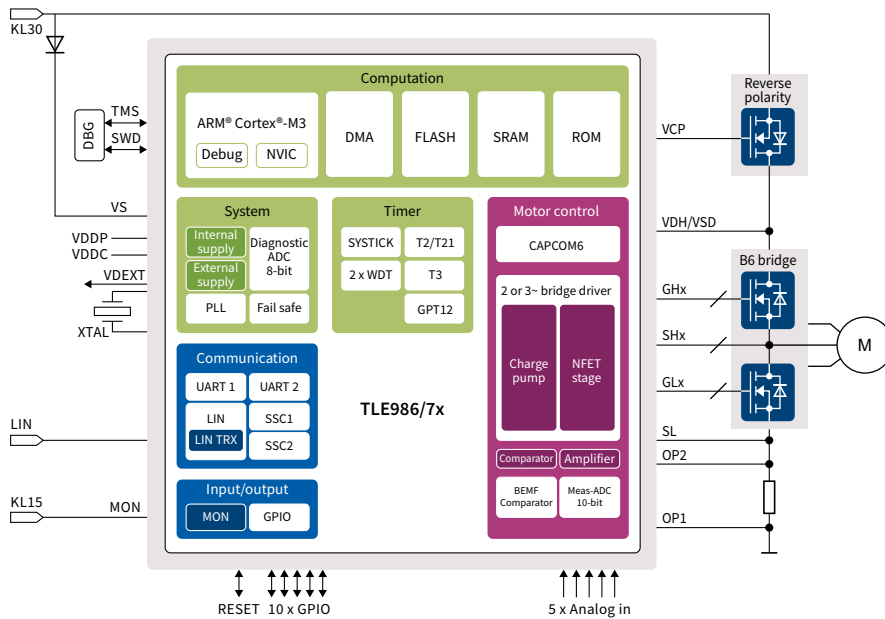 KL30
DBG
TMS
SWD
VS
VDDP
VDDC
VDEXT
XTAL
LIN
KL15
MON
Computation
ARM® Cortex®-M3
Debug
NVIC
DMA
FLASH
SRAM
ROM
System
Internal
supply
External
supply
Diagnostic
ADC
8-bit
PLL
Fail safe
Timer
SYSTICK
T2/T21
2 x WDT
T3
GPT12
Motor control
CAPCOM6
2 or 3~ bridge driver
Charge
pump
NFET
stage
Comparator
Amplifier
BEMF
Comparator
Meas-ADC
10-bit
Communication
UART 1
UART 2
LIN
LIN TRX
SSC1
SSC2
TLE986/7x
Input/output
MON
GPIO
RESET
10 x GPIO
5 x Analog in
Reverse
polarity
VCP
VDH/VSD
B6 bridge
GHx
SHx
GLx
SL
OP2
OP1
M